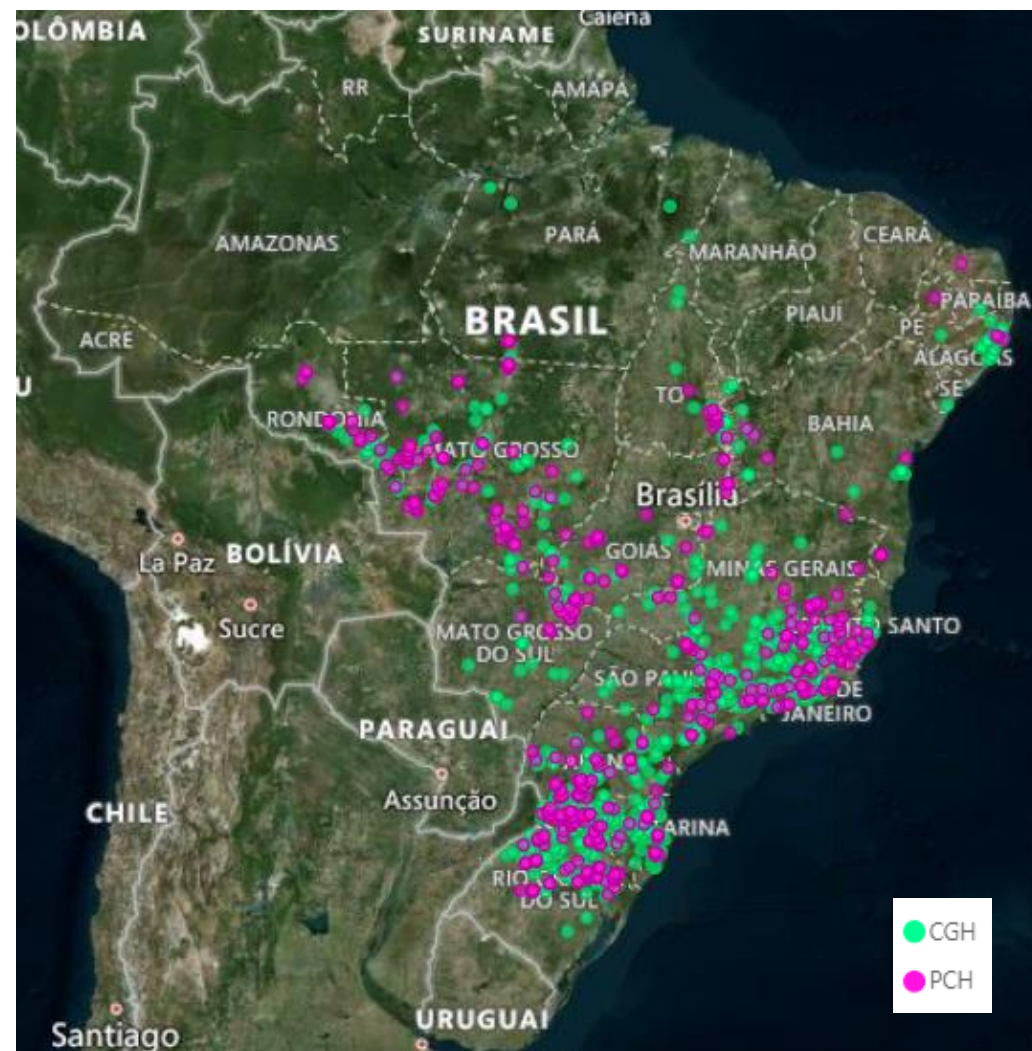 OLÔMBIA
Caiena
SURINAME
RR
AMAPÁ
AMAZONAS
PARÁ
MARANHÃO
CEARÁ
BRASIL
PIAUÍ
PARAÍBA
PE
ACRE
ALAGOAS
SE
U
TO
RONDÔNIA
BAHIA
MATO GROSSO
Brasília
La Paz
BOLÍVIA
GOIÁS
MINAS GERAIS
Sucre
MATO GROSSO
DO SUL
SANTO
SÃO PAUL
DE
JANEIRO
PARAGUAI
Assunção
CHILE
ARINA
RIO
DO SUL
CGH
PCH
Santiago
URUGUAI